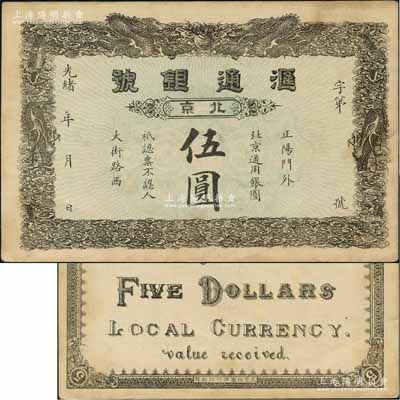 號銀通滙
京北
字第
號
正陽門外
北京通用銀圓
伍圓
祇認票不認人
大街路西
光緒
年
月
日
FIVE DOLLARS
LOCAL CURRENCY.
value received.
5
5